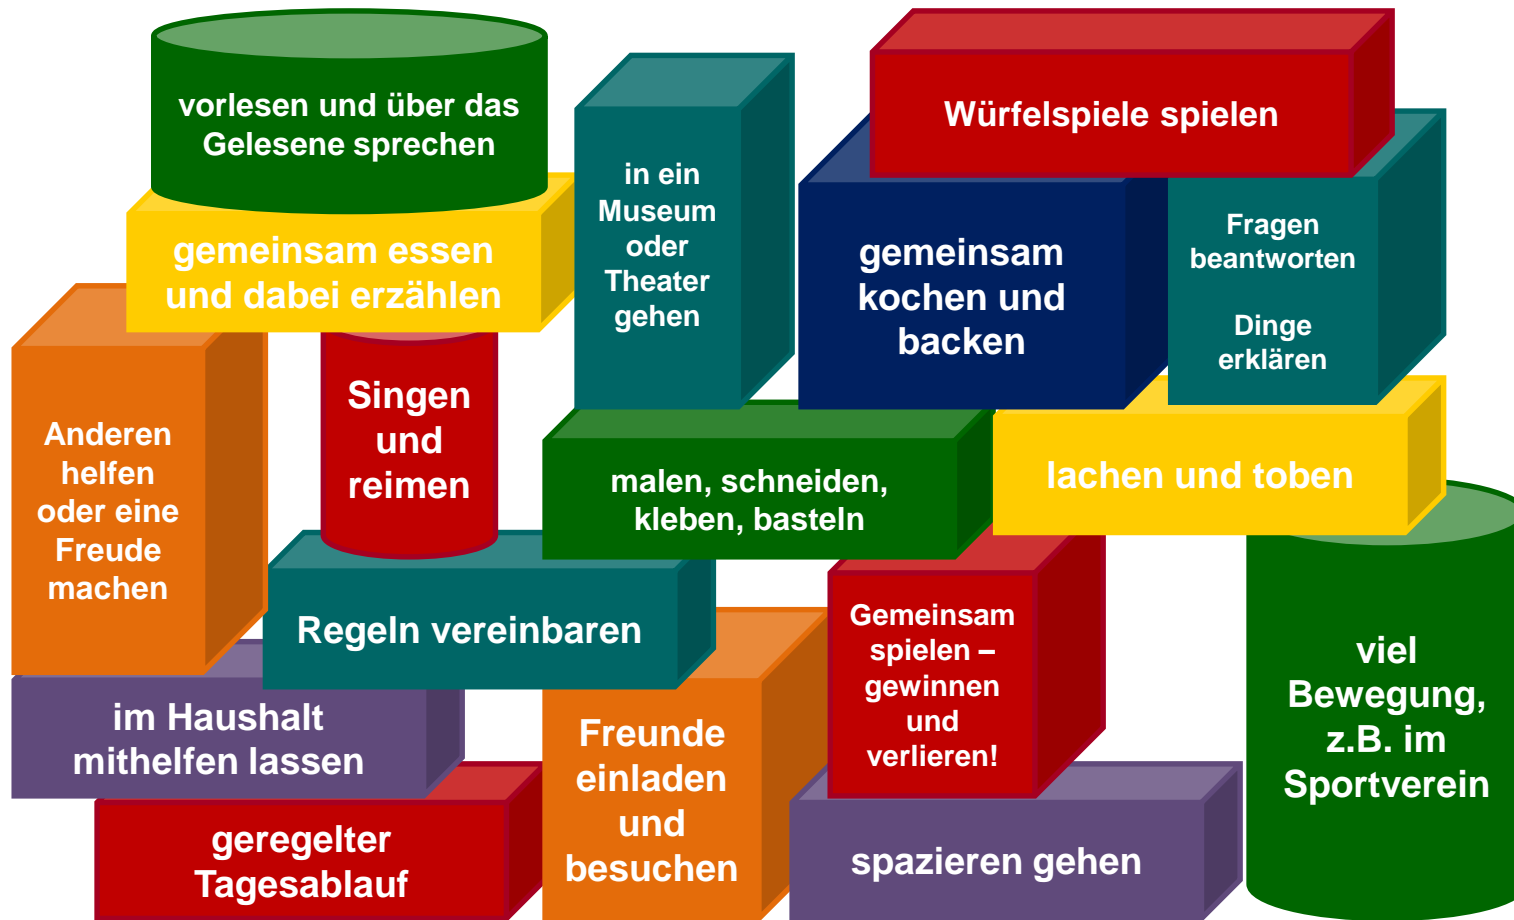 vorlesen und über das
Gelesene sprechen
Würfelspiele spielen
in ein
Museum
oder
Theater
gehen
gemeinsam essen
und dabei erzählen
gemeinsam
kochen und
backen
Fragen
beantworten
Dinge
erklären
Singen
und
reimen
Anderen
helfen
oder eine
Freude
machen
malen, schneiden,
kleben, basteln
lachen und toben
Regeln vereinbaren
Gemeinsam
spielen –
gewinnen
und
verlieren!
viel
Bewegung,
z.B. im
Sportverein
im Haushalt
mithelfen lassen
Freunde
einladen
und
besuchen
geregelter
Tagesablauf
spazieren gehen